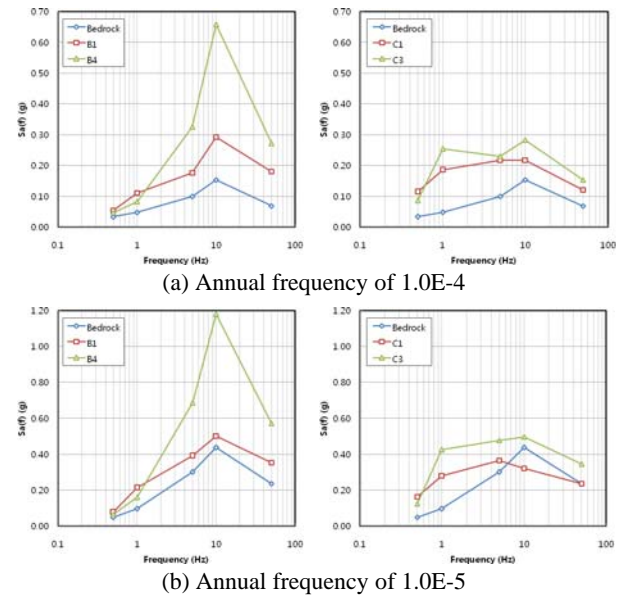 0.70
0.60
0.50
0.40
0.30
0.20
0.10
0.00
Sa(f) (g)
Bedrock
B1
B4
0.1 1 10 100
Frequency (Hz)
0.70
0.60
0.50
0.40
0.30
0.20
0.10
0.00
Sa(f) (g)
Bedrock
C1
C3
0.1 1 10 100
Frequency (Hz)
(a) Annual frequency of 1.0E-4
1.20
1.00
0.80
0.60
0.40
0.20
0.00
Sa(f) (g)
Bedrock
B1
B4
0.1 1 10 100
Frequency (Hz)
1.20
1.00
0.80
0.60
0.40
0.20
0.00
Sa(f) (g)
Bedrock
C1
C3
0.1 1 10 100
Frequency (Hz)
(b) Annual frequency of 1.0E-5